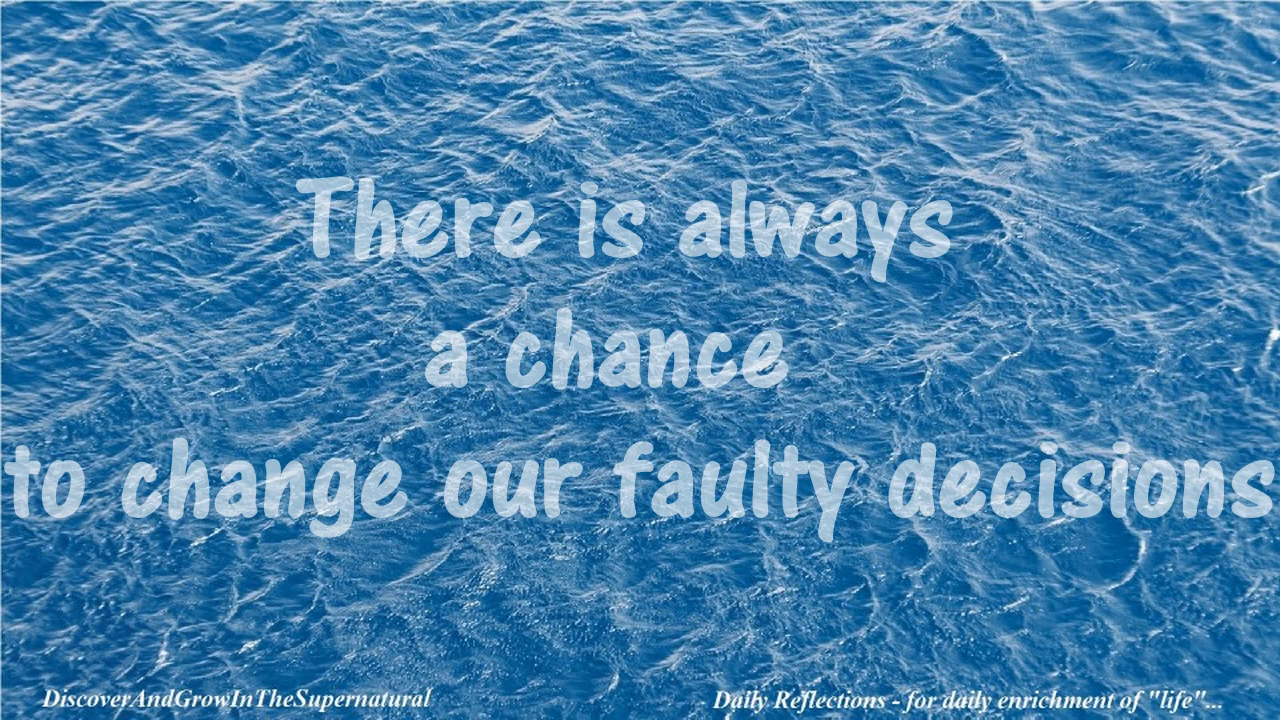 There is always
a chance
to change our faulty decisions
DiscoverAndGrowInTheSupernatural
Daily Reflections - for daily enrichment of "life"...